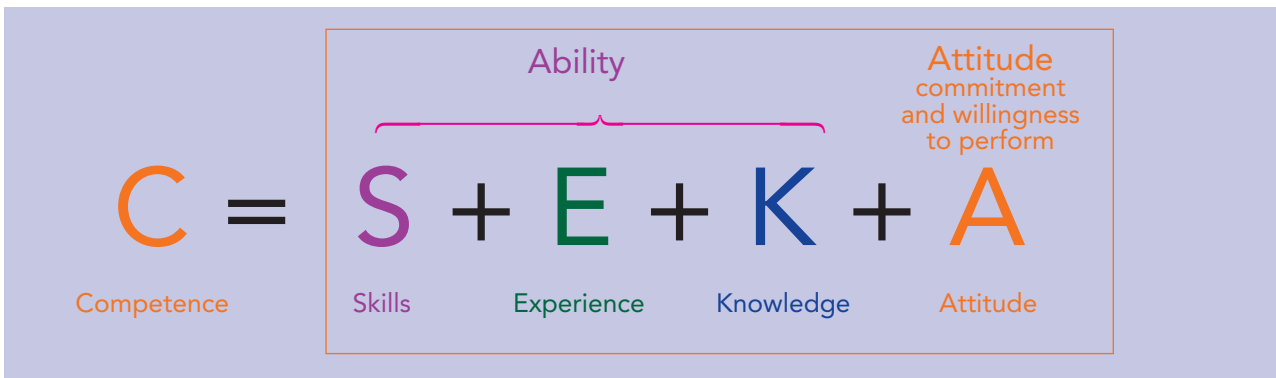 Ability
Attitude
commitment
and willingness
to perform
C = S + E + K + A
Competence Skills Experience Knowledge Attitude